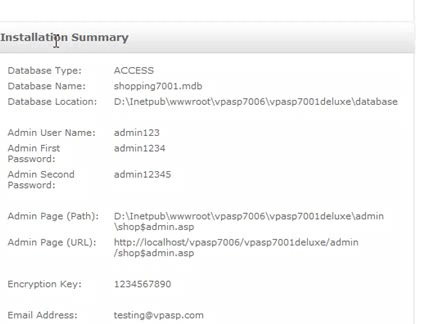 Installation Summary
Database Type: ACCESS
Database Name: shopping7001.mdb
Database Location: D:\Inetpub\wwwroot\vpasp7006\vpasp7001deluxe\database
Admin User Name: admin123
Admin First admin1234
Password:
Admin Second admin12345
Password:
Admin Page (Path): D:\Inetpub\wwwroot\vpasp7006\vpasp7001deluxe\admin
\shop$admin.asp
Admin Page (URL): http://localhost/vpasp7006/vpasp7001deluxe/admin
/shop$admin.asp
Encryption Key: 1234567890
Email Address: testing@vpasp.com